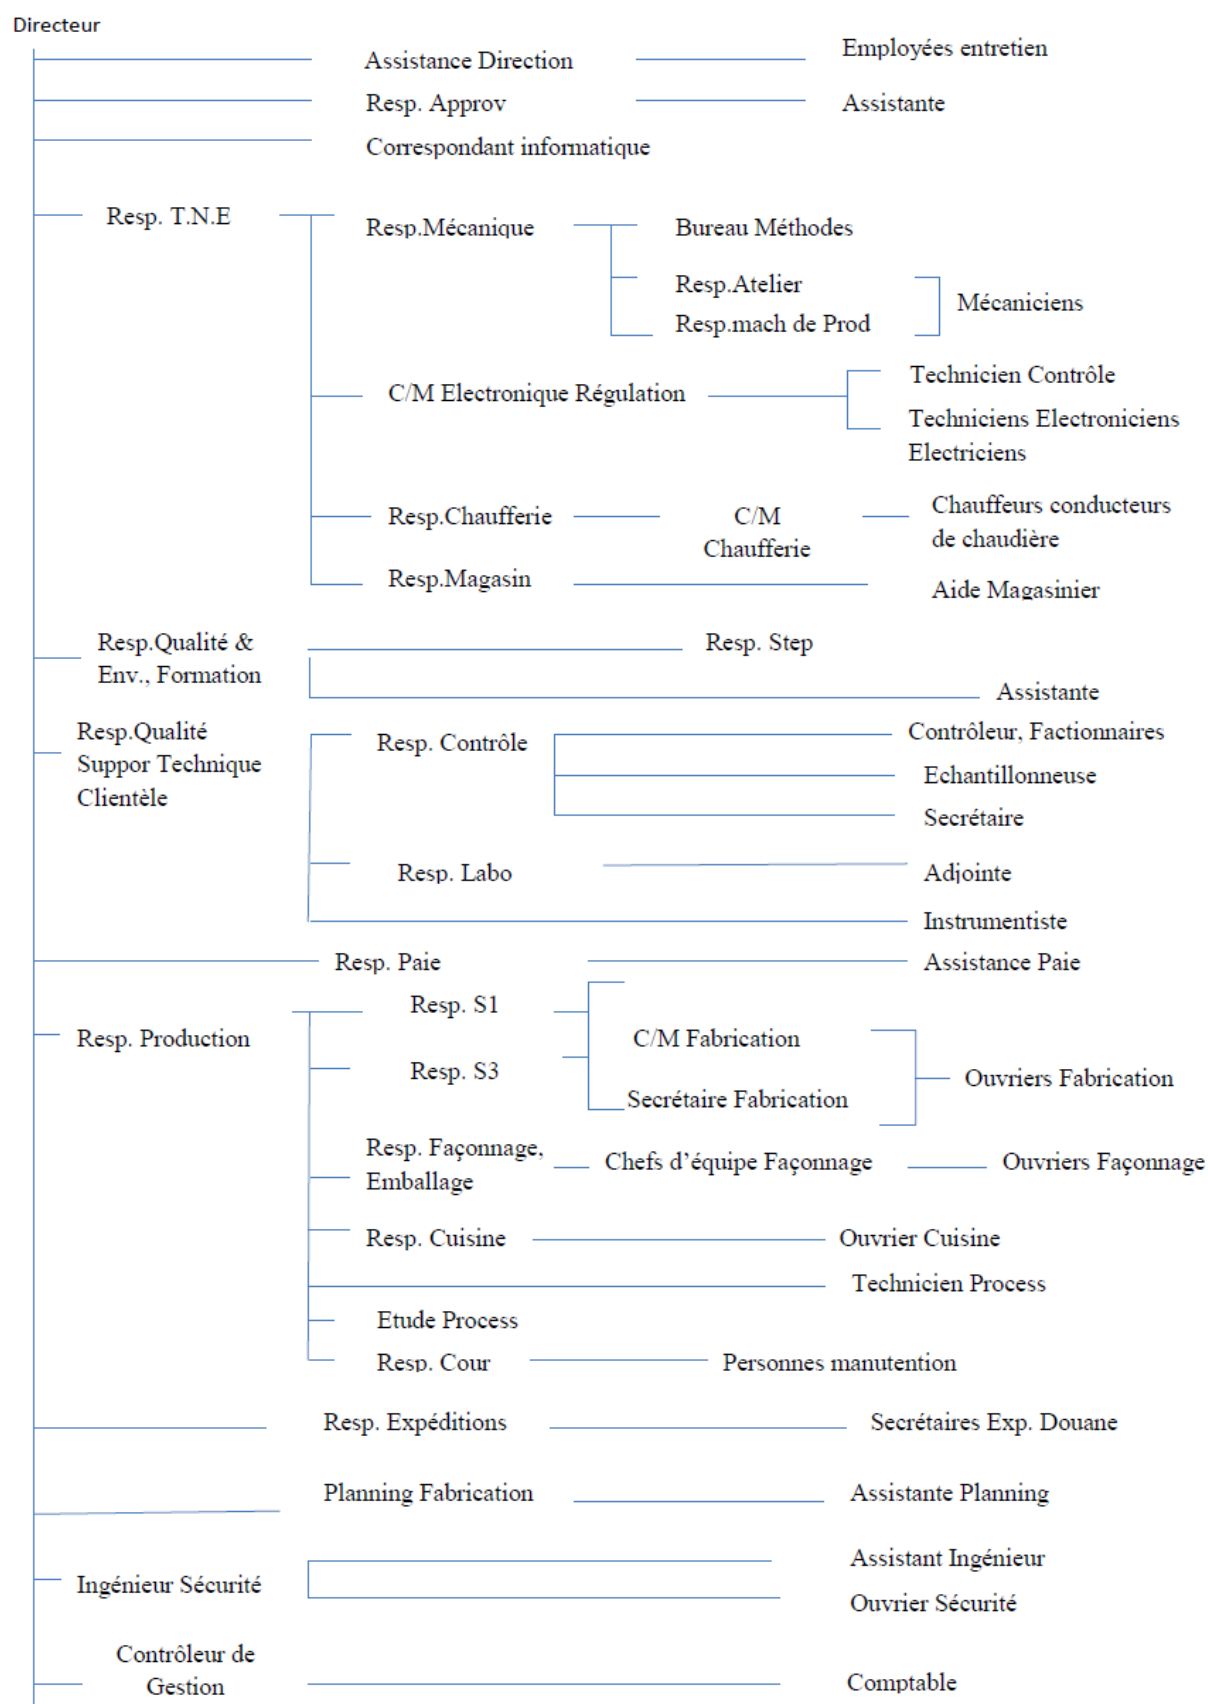 Directeur
Assistance Direction
Employées entretien
Resp. Approv
Assistante
Correspondant informatique
Resp. T.N.E
Resp.Mécanique
Bureau Méthodes
Resp.Atelier
Mécaniciens
Resp.mach de Prod
C/M Electronique Régulation
Technicien Contrôle
Techniciens Electroniciens
Electriciens
Resp.Chaufferie
C/M
Chaufferie
Chauffeurs conducteurs
de chaudière
Resp.Magasin
Aide Magasinier
Resp.Qualité &
Env., Formation
Resp. Step
Assistante
Resp.Qualité
Suppor Technique
Clientèle
Resp. Contrôle
Contrôleur, Factionnaires
Echantillonneuse
Secrétaire
Resp. Labo
Adjointe
Instrumentiste
Resp. Paie
Assistance Paie
Resp. Production
Resp. S1
C/M Fabrication
Resp. S3
Secrétaire Fabrication
Ouvriers Fabrication
Resp. Façonnage,
Emballage
Chefs d’équipe Façonnage
Ouvriers Façonnage
Resp. Cuisine
Ouvrier Cuisine
Technicien Process
Etude Process
Resp. Cour
Personnes manutention
Resp. Expéditions
Secrétaires Exp. Douane
Planning Fabrication
Assistante Planning
Ingénieur Sécurité
Assistant Ingénieur
Ouvrier Sécurité
Contrôleur de
Gestion
Comptable